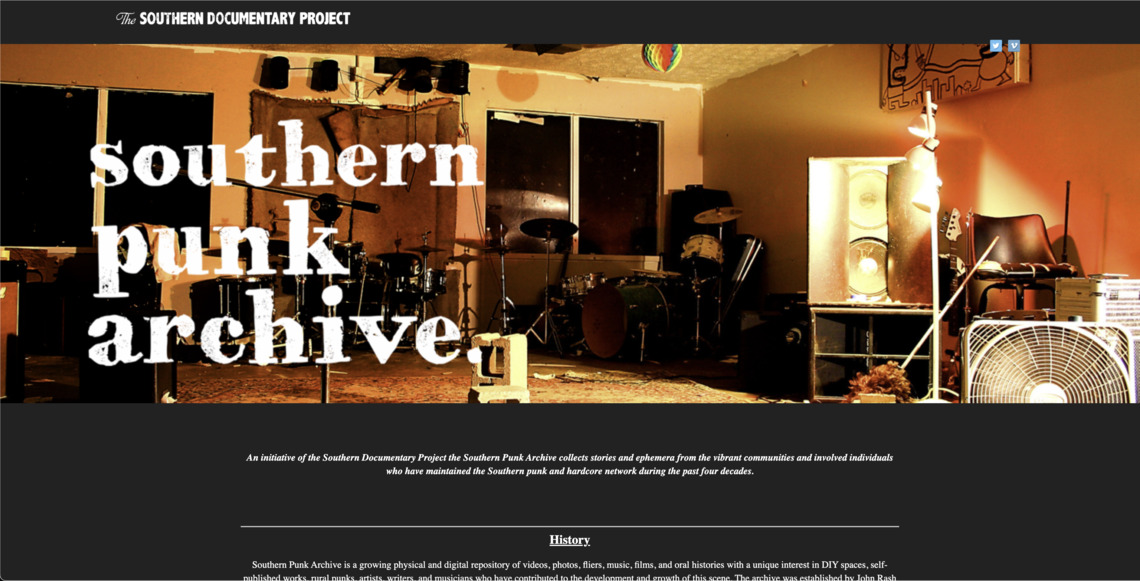 The SOUTHERN DOCUMENTARY PROJECT
southern
punk
archive.
An initiative of the Southern Documentary Project the Southern Punk Archive collects stories and ephemera from the vibrant communities and involved individuals
who have maintained the Southern punk and hardcore network during the past four decades.
History
Southern Punk Archive is a growing physical and digital repository of videos, photos, fliers, music, films, and oral histories with a unique interest in DIY spaces, self-
published works, rural punks, artists, writers, and musicians who have contributed to the development and growth of this scene. The archive was established by John Rash